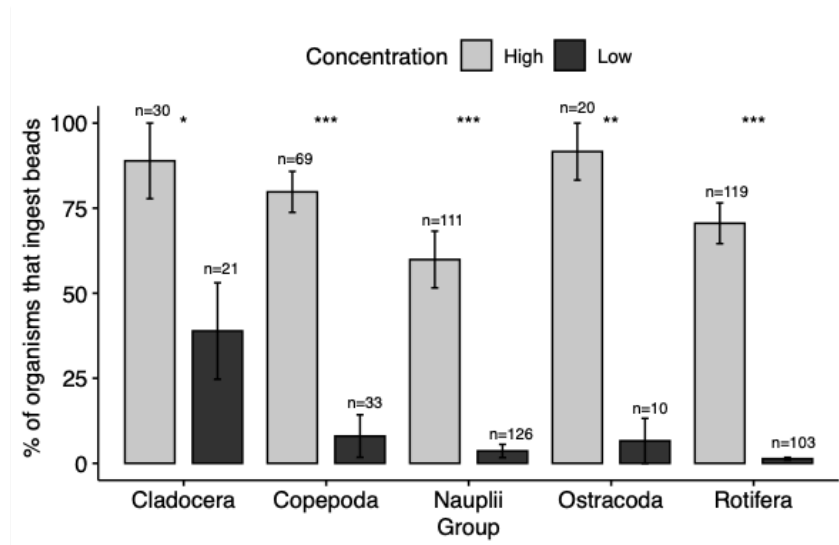 Concentration High Low
% of organisms that ingest beads
100
75
50
25
0
n=30 * n=21
n=69 *** n=33
n=111 *** n=126
n=20 ** n=10
n=119 *** n=103
Cladocera Copepoda Nauplii Ostracoda Rotifera
Group